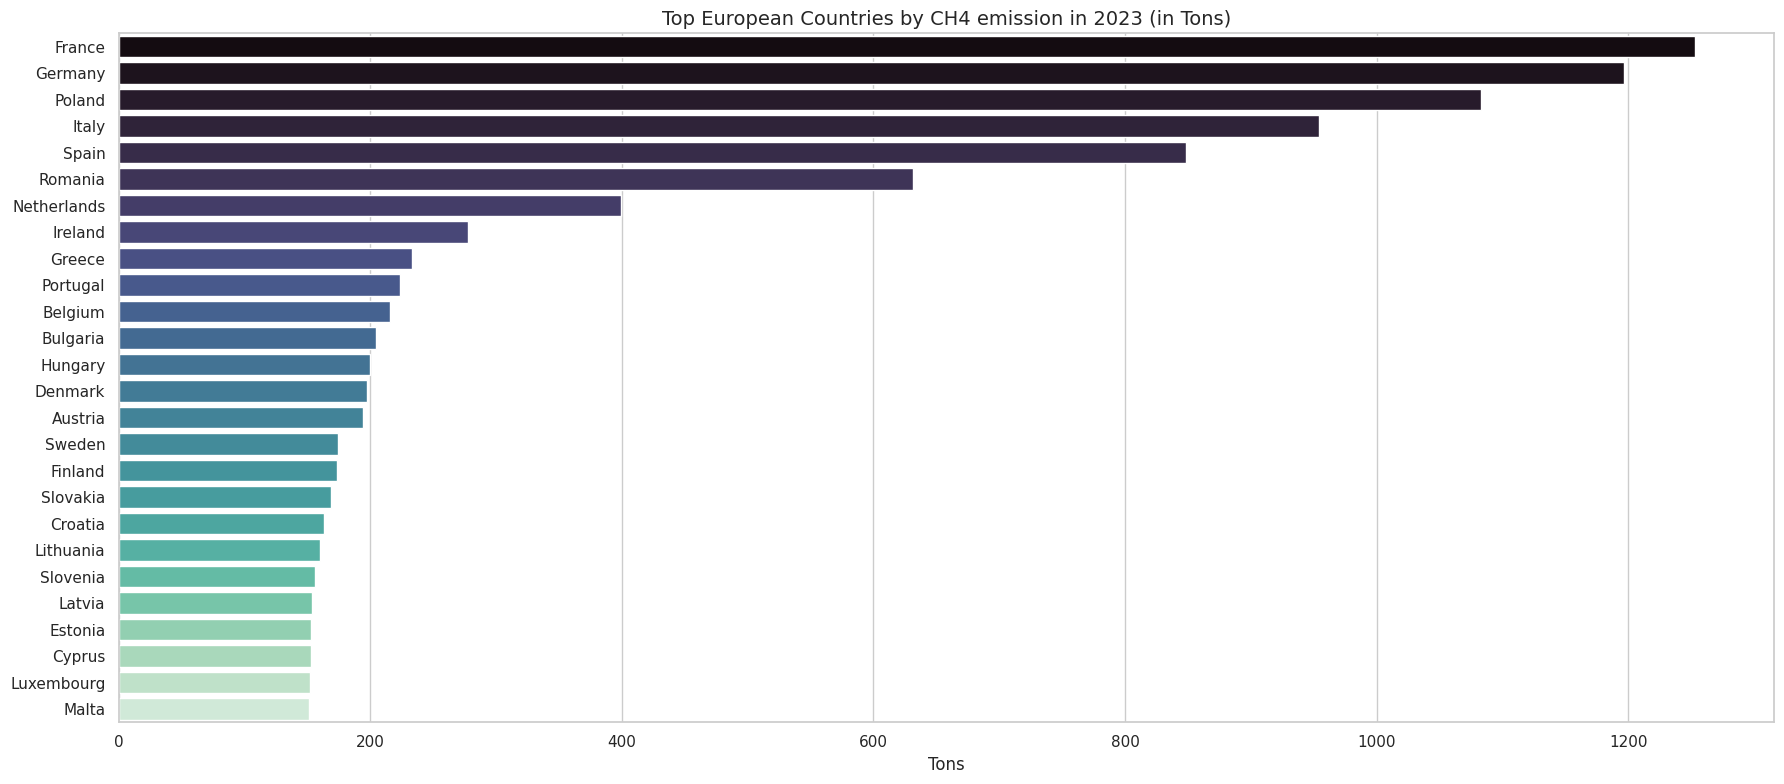 Top European Countries by CH4 emission in 2023 (in Tons)
France
Germany
Poland
Italy
Spain
Romania
Netherlands
Ireland
Greece
Portugal
Belgium
Bulgaria
Hungary
Denmark
Austria
Sweden
Finland
Slovakia
Croatia
Lithuania
Slovenia
Latvia
Estonia
Cyprus
Luxembourg
Malta
0 200 400 600 800 1000 1200
Tons